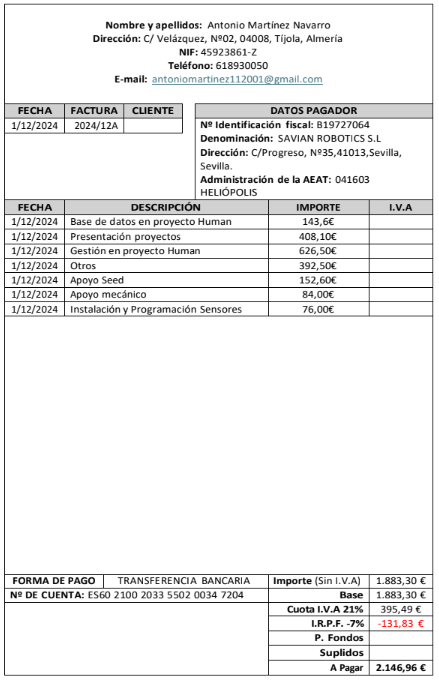 Nombre y apellidos: Antonio Martínez Navarro
Dirección: C/ Velázquez, Nº02, 04008, Tíjola, Almería
NIF: 45923861-Z
Teléfono: 618930050
E-mail: antoniomartinez112001@gmail.com
FECHA FACTURA CLIENTE
1/12/2024 2024/12A
DATOS PAGADOR
Nº Identificación fiscal: B19727064
Denominación: SAVIAN ROBOTICS S.L
Dirección: C/Progreso, Nº35,41013,Sevilla,
Sevilla.
Administración de la AEAT: 041603
HELIÓPOLIS
FECHA DESCRIPCIÓN IMPORTE I.V.A
1/12/2024 Base de datos en proyecto Human 143,6€
1/12/2024 Presentación proyectos 408,10€
1/12/2024 Gestión en proyecto Human 626,50€
1/12/2024 Otros 392,50€
1/12/2024 Apoyo Seed 152,60€
1/12/2024 Apoyo mecánico 84,00€
1/12/2024 Instalación y Programación Sensores 76,00€
FORMA DE PAGO TRANSFERENCIA BANCARIA Importe (Sin I.V.A) 1.883,30 €
Nº DE CUENTA: ES60 2100 2033 5502 0034 7204 Base 1.883,30 €
Cuota I.V.A 21% 395,49 €
I.R.P.F. -7% -131,83 €
P. Fondos
Suplidos
A Pagar 2.146,96 €